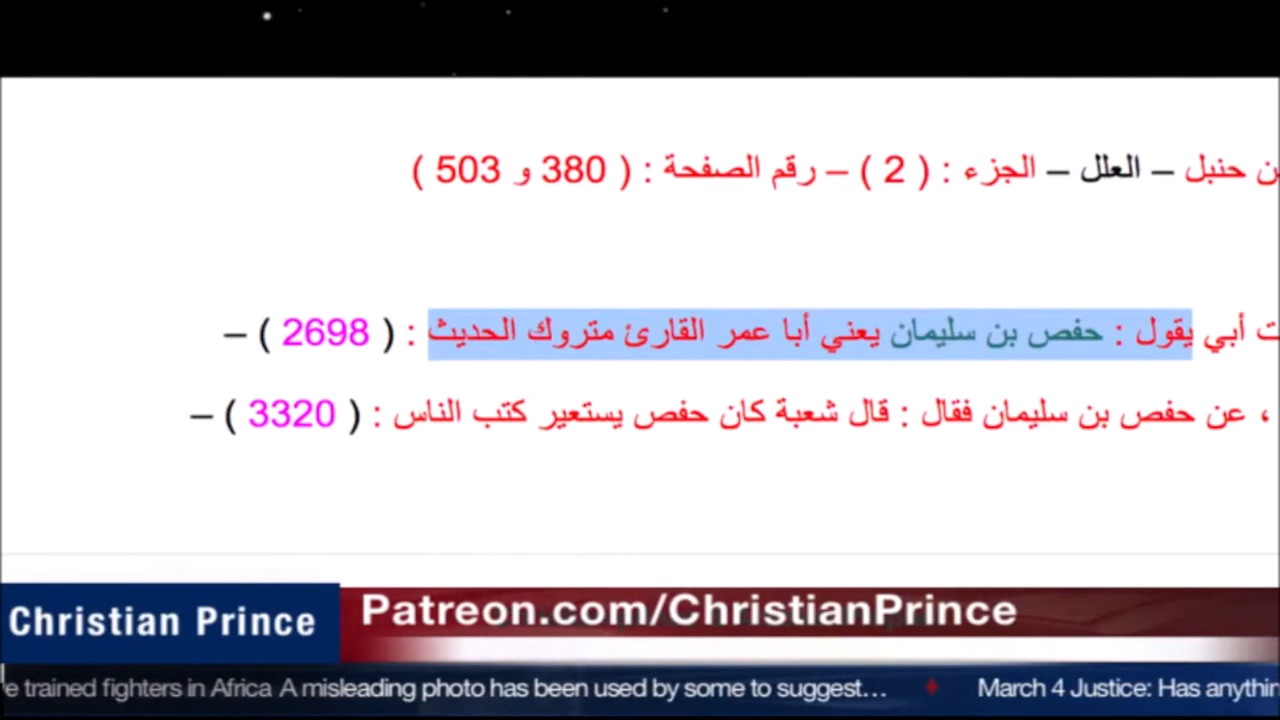 حنبل – العلل – الجزء : ( 2 ) – رقم الصفحة : ( 380 و 503 )
أبي يقول : حفص بن سليمان يعني أبا عمر القارئ متروك الحديث : ( 2698 ) –
، عن حفص بن سليمان فقال : قال شعبة كان حفص يستعير كتب الناس : ( 3320 ) –
Christian Prince
Patreon.com/ChristianPrince
e trained fighters in Africa A misleading photo has been used by some to suggest... March 4 Justice: Has anythin